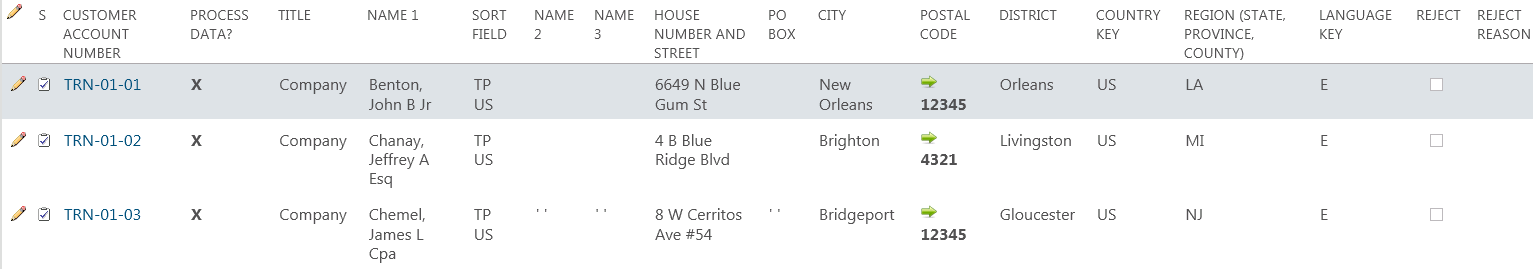 S CUSTOMER ACCOUNT NUMBER PROCESS DATA? TITLE NAME 1 SORT FIELD NAME 2 NAME 3 HOUSE NUMBER AND STREET PO BOX CITY POSTAL CODE DISTRICT COUNTRY KEY REGION (STATE, PROVINCE, COUNTY) LANGUAGE KEY REJECT REJECT REASON
TRN-01-01 X Company Benton, John B Jr TP US 6649 N Blue Gum St New Orleans 12345 Orleans US LA E
TRN-01-02 X Company Chanay, Jeffrey A Esq TP US 4 B Blue Ridge Blvd Brighton 4321 Livingston US MI E
TRN-01-03 X Company Chemel, James L Cpa TP US ' ' ' ' 8 W Cerritos Ave #54 ' ' Bridgeport 12345 Gloucester US NJ E